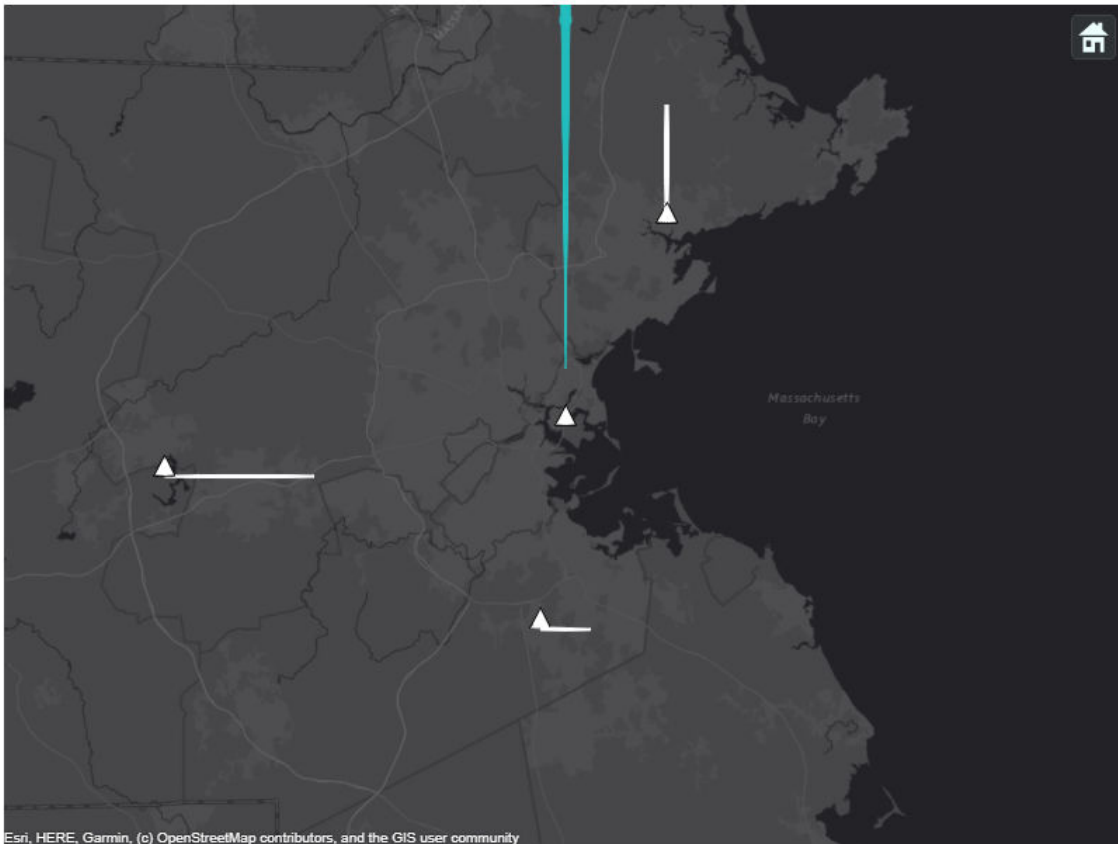 Massachusetts
Bay
Esri, HERE, Garmin, (c) OpenStreetMap contributors, and the GIS user community